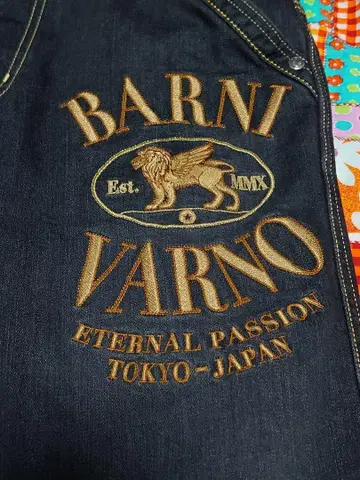 BARNI
Est. MMX
VARNO
ETERNAL PASSION
TOKYO-JAPAN